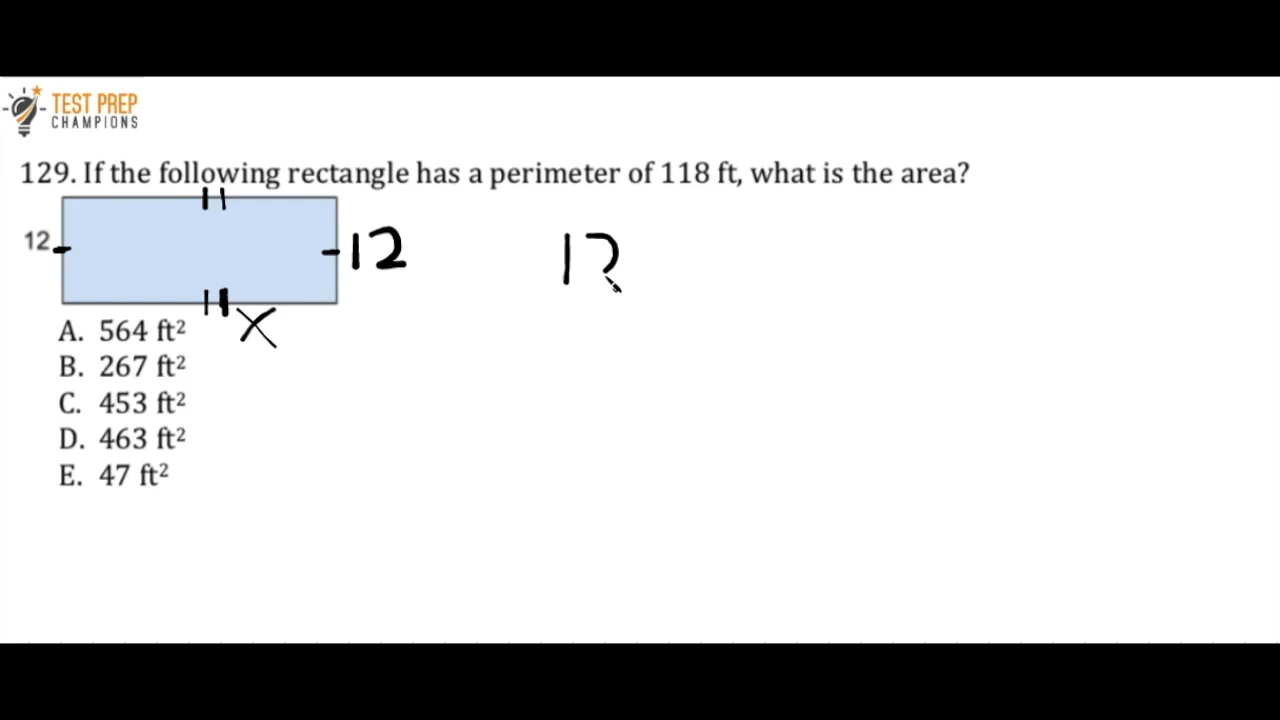 TEST PREP
CHAMPIONS
129. If the following rectangle has a perimeter of 118 ft, what is the area?
12
12
12
X
A. 564 ft²
B. 267 ft²
C. 453 ft²
D. 463 ft²
E. 47 ft²